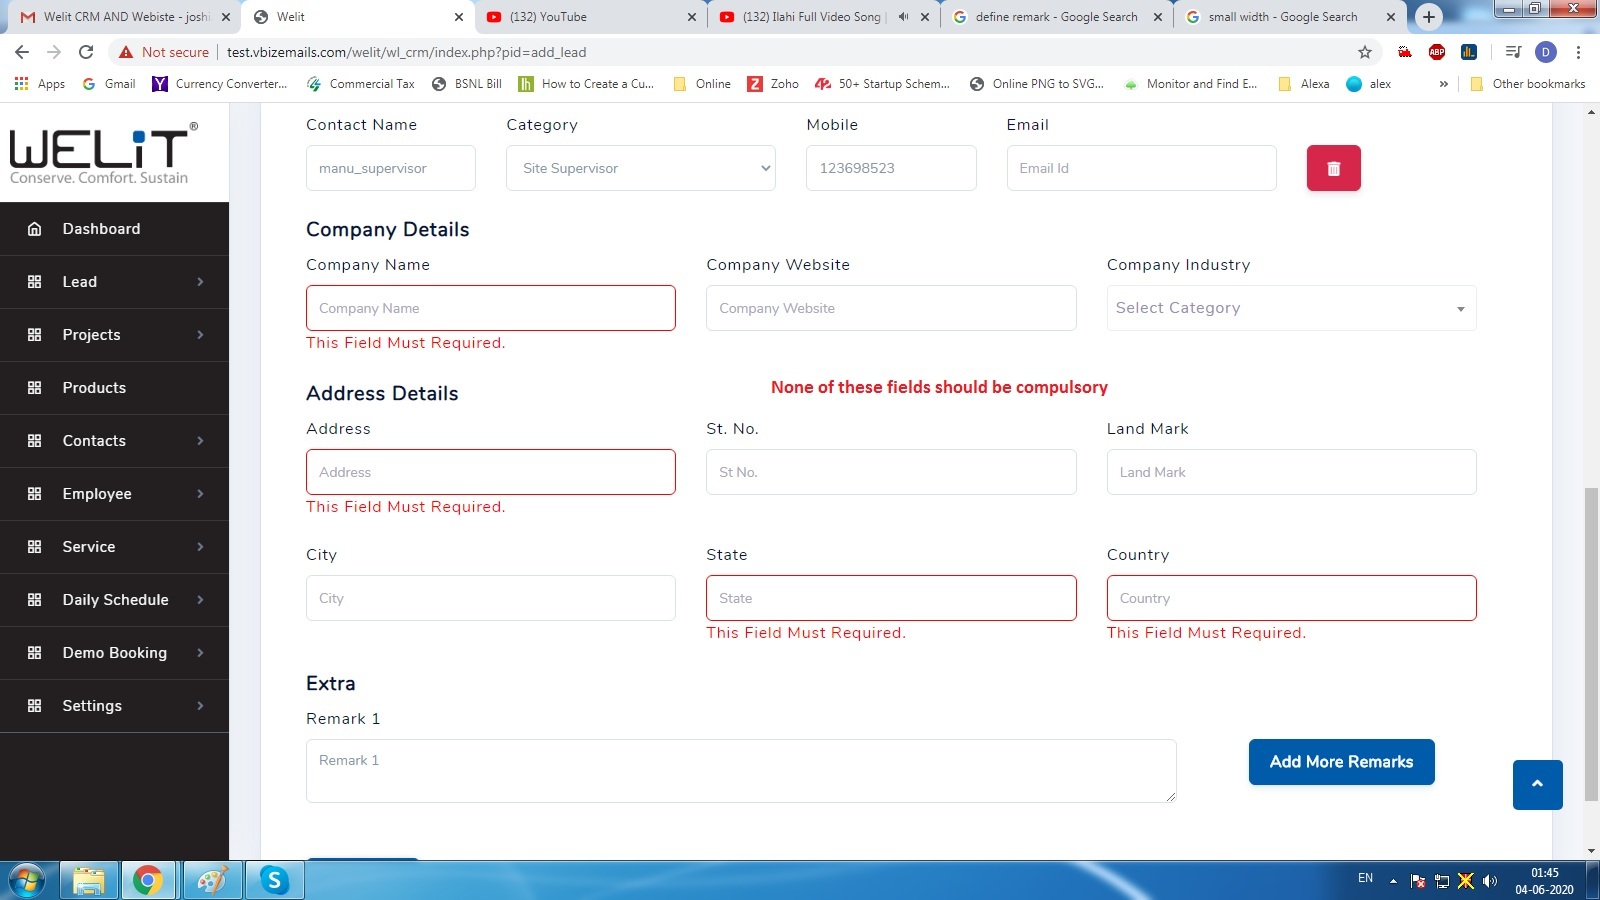 Welit CRM AND Webiste - joshi
Welit
(132) YouTube
(132) Ilahi Full Video Song
define remark - Google Search
small width - Google Search
Not secure
test.vbizemails.com/welit/wl_crm/index.php?pid=add_lead
ABP
D
Apps
Gmail
Currency Converter...
Commercial Tax
BSNL Bill
How to Create a Cu...
Online
Zoho
50+ Startup Schem...
Online PNG to SVG...
Monitor and Find E...
Alexa
alex
»
Other bookmarks
WELiT®
Conserve. Comfort. Sustain
Dashboard
Lead
Projects
Products
Contacts
Employee
Service
Daily Schedule
Demo Booking
Settings
Contact Name Category Mobile Email
manu_supervisor Site Supervisor 123698523 Email Id
Company Details
Company Name Company Website Company Industry
Company Name Company Website Select Category
This Field Must Required.
Address Details
None of these fields should be compulsory
Address St. No. Land Mark
Address St No. Land Mark
This Field Must Required.
City State Country
City State Country
This Field Must Required. This Field Must Required.
Extra
Remark 1
Remark 1
Add More Remarks
EN
01:45
04-06-2020